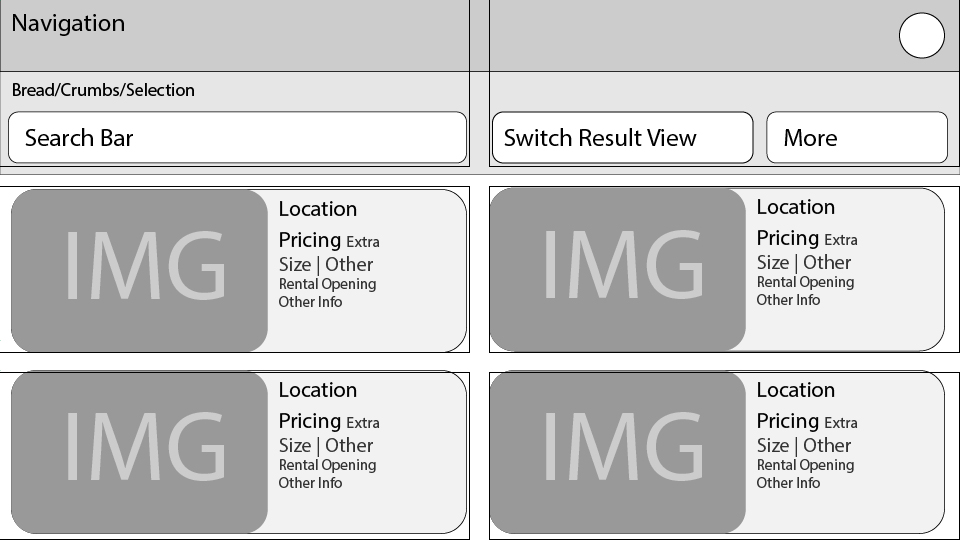 Navigation
Bread/Crumbs/Selection
Search Bar
Switch Result View
More
IMG
Location
Pricing Extra
Size | Other
Rental Opening
Other Info
IMG
Location
Pricing Extra
Size | Other
Rental Opening
Other Info
IMG
Location
Pricing Extra
Size | Other
Rental Opening
Other Info
IMG
Location
Pricing Extra
Size | Other
Rental Opening
Other Info